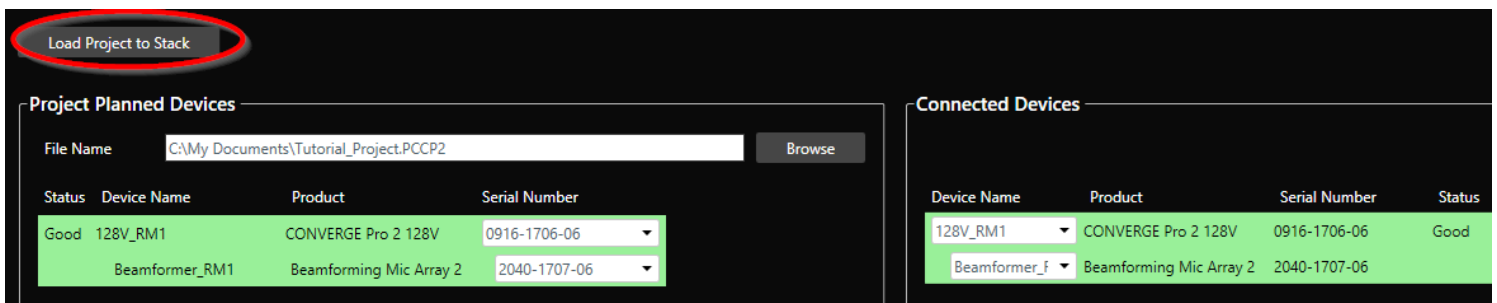 Load Project to Stack
Project Planned Devices
File Name C:\My Documents\Tutorial_Project.PCCP2 Browse
Status Device Name Product Serial Number
Good 128V_RM1 CONVERGE Pro 2 128V 0916-1706-06
Beamformer_RM1 Beamforming Mic Array 2 2040-1707-06
Connected Devices
Device Name Product Serial Number Status
128V_RM1 CONVERGE Pro 2 128V 0916-1706-06 Good
Beamformer_ Beamforming Mic Array 2 2040-1707-06